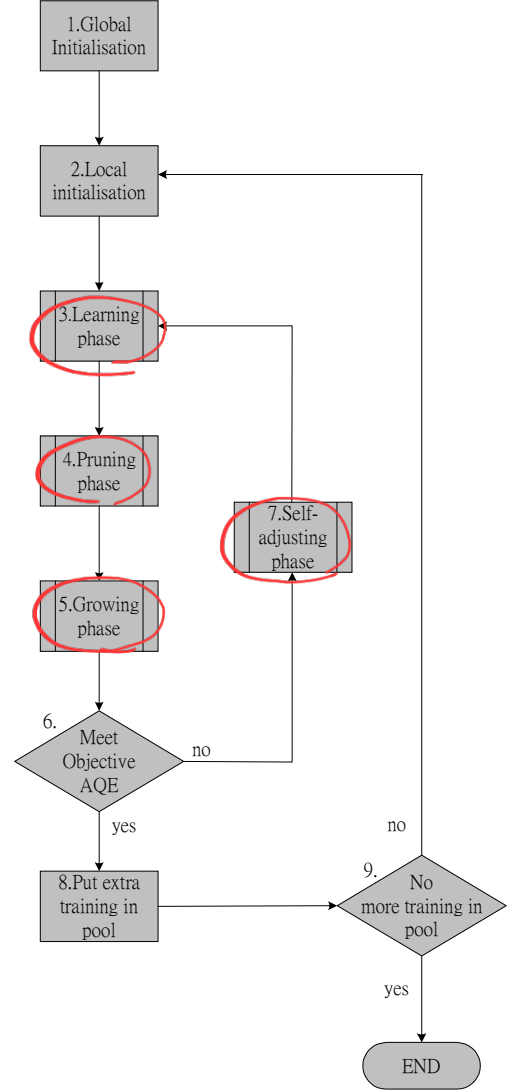 1.Global
Initialisation
2.Local
initialisation
3.Learning
phase
4.Pruning
phase
7.Self-
adjusting
phase
5.Growing
phase
6.
Meet
Objective
AQE
no
yes
8.Put extra
training in
pool
no
9.
No
more training in
pool
yes
END